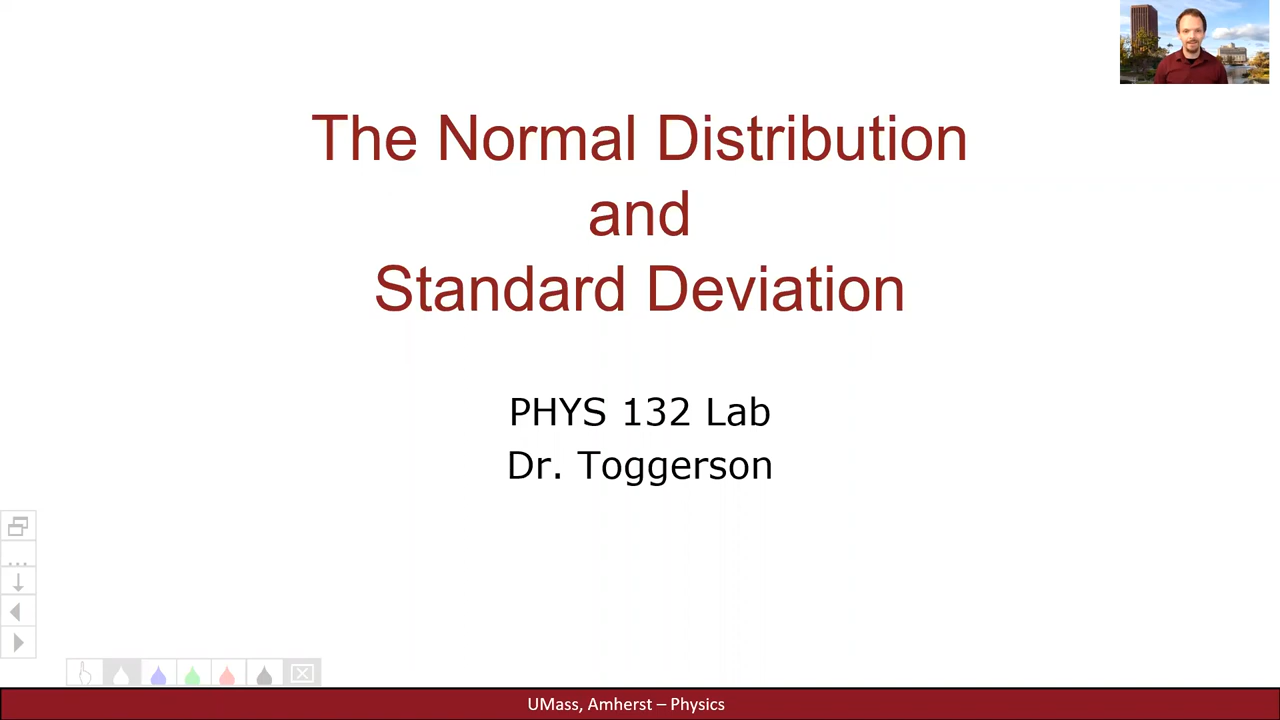 The Normal Distribution
and
Standard Deviation
PHYS 132 Lab
Dr. Toggerson
UMass, Amherst – Physics